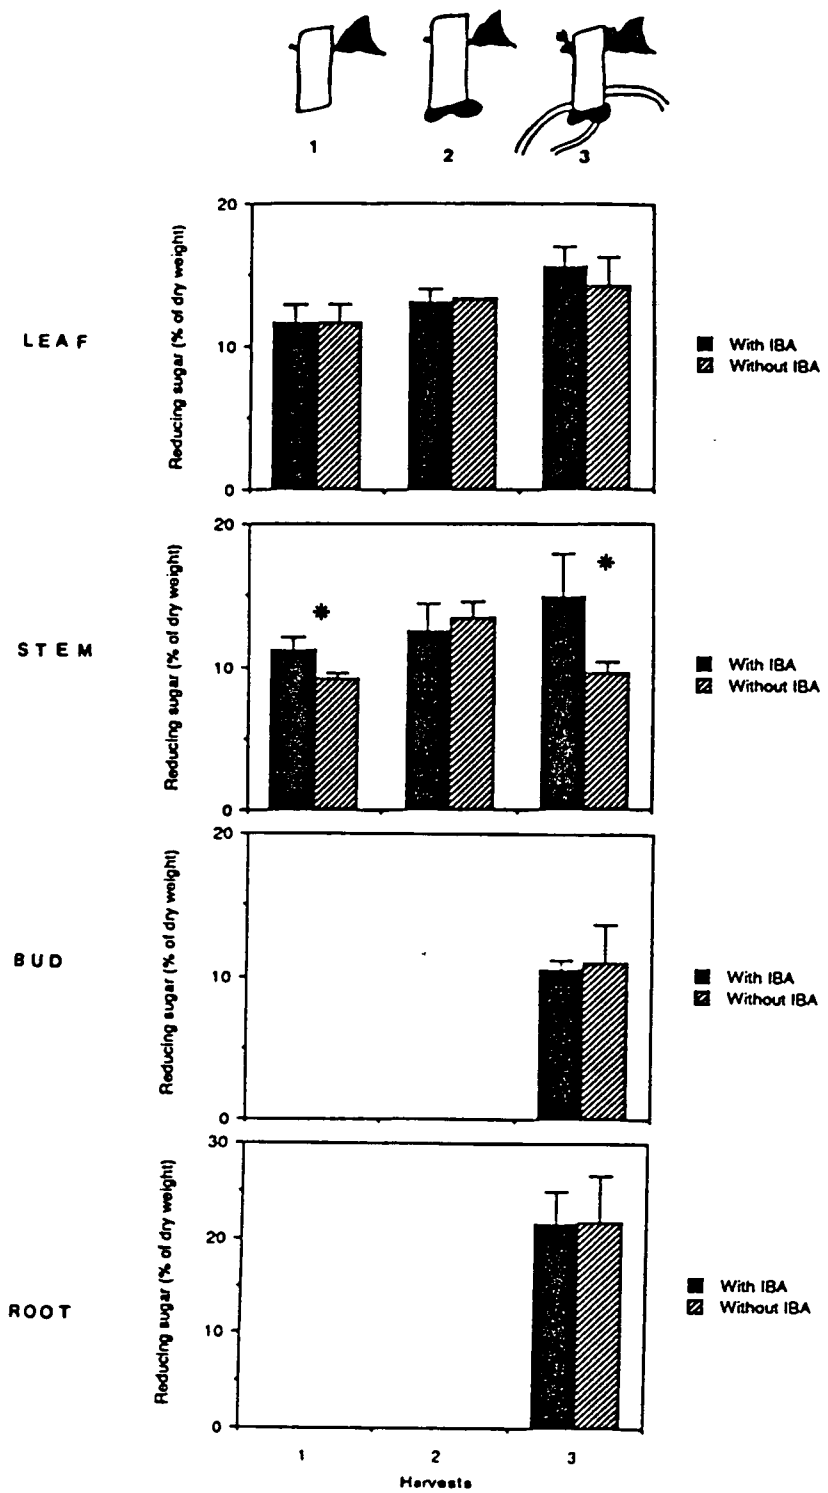 1
2
3
LEAF
Reducing sugar (% of dry weight)
20
10
0
With IBA
Without IBA
STEM
Reducing sugar (% of dry weight)
20
10
0
*
*
With IBA
Without IBA
BUD
Reducing sugar (% of dry weight)
20
10
0
With IBA
Without IBA
ROOT
Reducing sugar (% of dry weight)
30
20
10
0
With IBA
Without IBA
1
2
3
Harvests